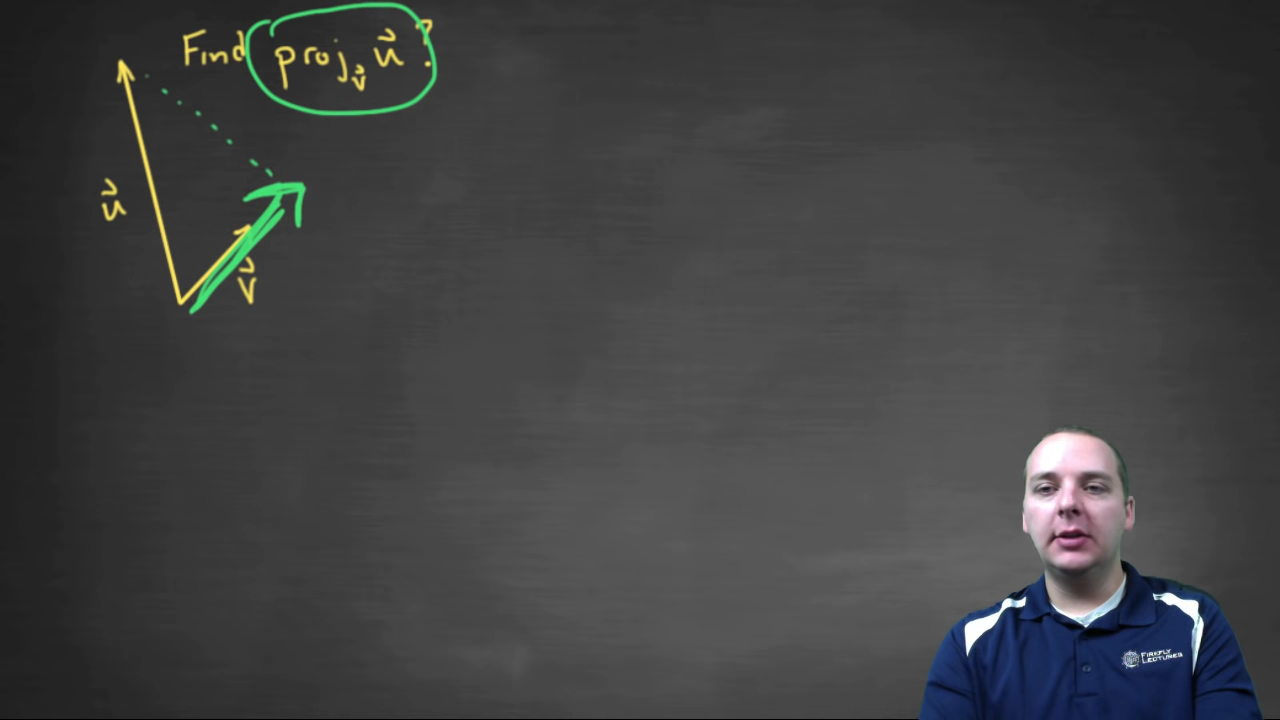 Find proj_v⃗ u⃗ ?
u⃗
v⃗
FIREFLY
LECTURES